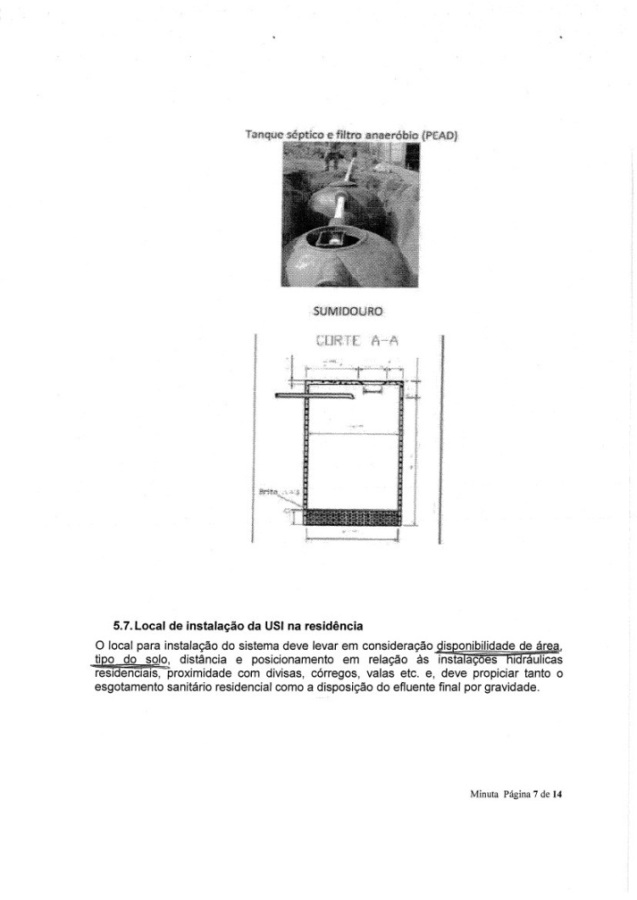 Tanque séptico e filtro anaeróbio (PEAD)
SUMIDOURO
CORTE A-A
Brita
5.7. Local de instalação da USI na residência
O local para instalação do sistema deve levar em consideração disponibilidade de área,
tipo do solo, distância e posicionamento em relação às instalações hidráulicas
residenciais, proximidade com divisas, córregos, valas etc. e, deve propiciar tanto o
esgotamento sanitário residencial como a disposição do efluente final por gravidade.
Minuta Página 7 de 14